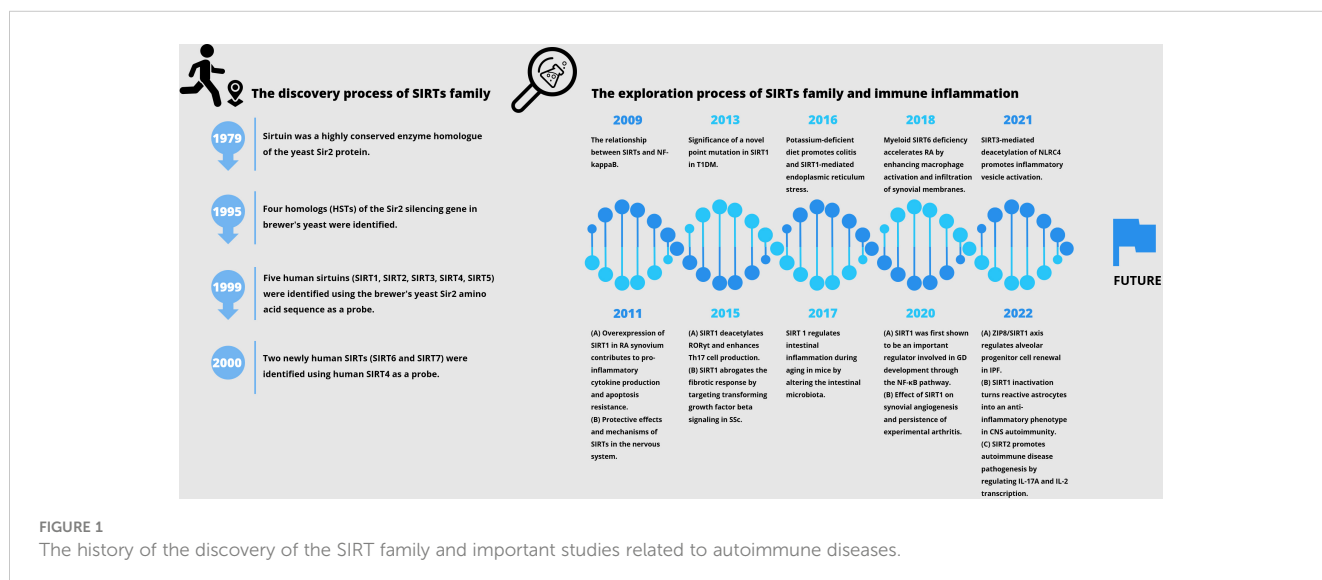 The discovery process of SIRTs family
1979
Sirtuin was a highly conserved enzyme homologue
of the yeast Sir2 protein.
1995
Four homologs (HSTs) of the Sir2 silencing gene in
brewer's yeast were identified.
1999
Five human sirtuins (SIRT1, SIRT2, SIRT3, SIRT4, SIRT5)
were identified using the brewer's yeast Sir2 amino
acid sequence as a probe.
2000
Two newly human SIRTs (SIRT6 and SIRT7) were
identified using human SIRT4 as a probe.
The exploration process of SIRTs family and immune inflammation
2009
The relationship
between SIRTs and NF-
kappaB.
2013
Significance of a novel
point mutation in SIRT1
in T1DM.
2016
Potassium-deficient
diet promotes colitis
and SIRT1-mediated
endoplasmic reticulum
stress.
2018
Myeloid SIRT6 deficiency
accelerates RA by
enhancing macrophage
activation and infiltration
of synovial membranes.
2021
SIRT3-mediated
deacetylation of NLRC4
promotes inflammatory
vesicle activation.
FUTURE
2011
(A) Overexpression of
SIRT1 in RA synovium
contributes to pro-
inflammatory
cytokine production
and apoptosis
resistance.
(B) Protective effects
and mechanisms of
SIRTs in the nervous
system.
2015
(A) SIRT1 deacetylates
RORγt and enhances
Th17 cell production.
(B) SIRT1 abrogates the
fibrotic response by
targeting transforming
growth factor beta
signaling in SSc.
2017
SIRT 1 regulates
intestinal
inflammation during
aging in mice by
altering the intestinal
microbiota.
2020
(A) SIRT1 was first shown
to be an important
regulator involved in GD
development through
the NF-κB pathway.
(B) Effect of SIRT1 on
synovial angiogenesis
and persistence of
experimental arthritis.
2022
(A) ZIP8/SIRT1 axis
regulates alveolar
progenitor cell renewal
in IPF.
(B) SIRT1 inactivation
turns reactive astrocytes
into an anti-
inflammatory phenotype
in CNS autoimmunity.
(C) SIRT2 promotes
autoimmune disease
pathogenesis by
regulating IL-17A and IL-2
transcription.
FIGURE 1
The history of the discovery of the SIRT family and important studies related to autoimmune diseases.